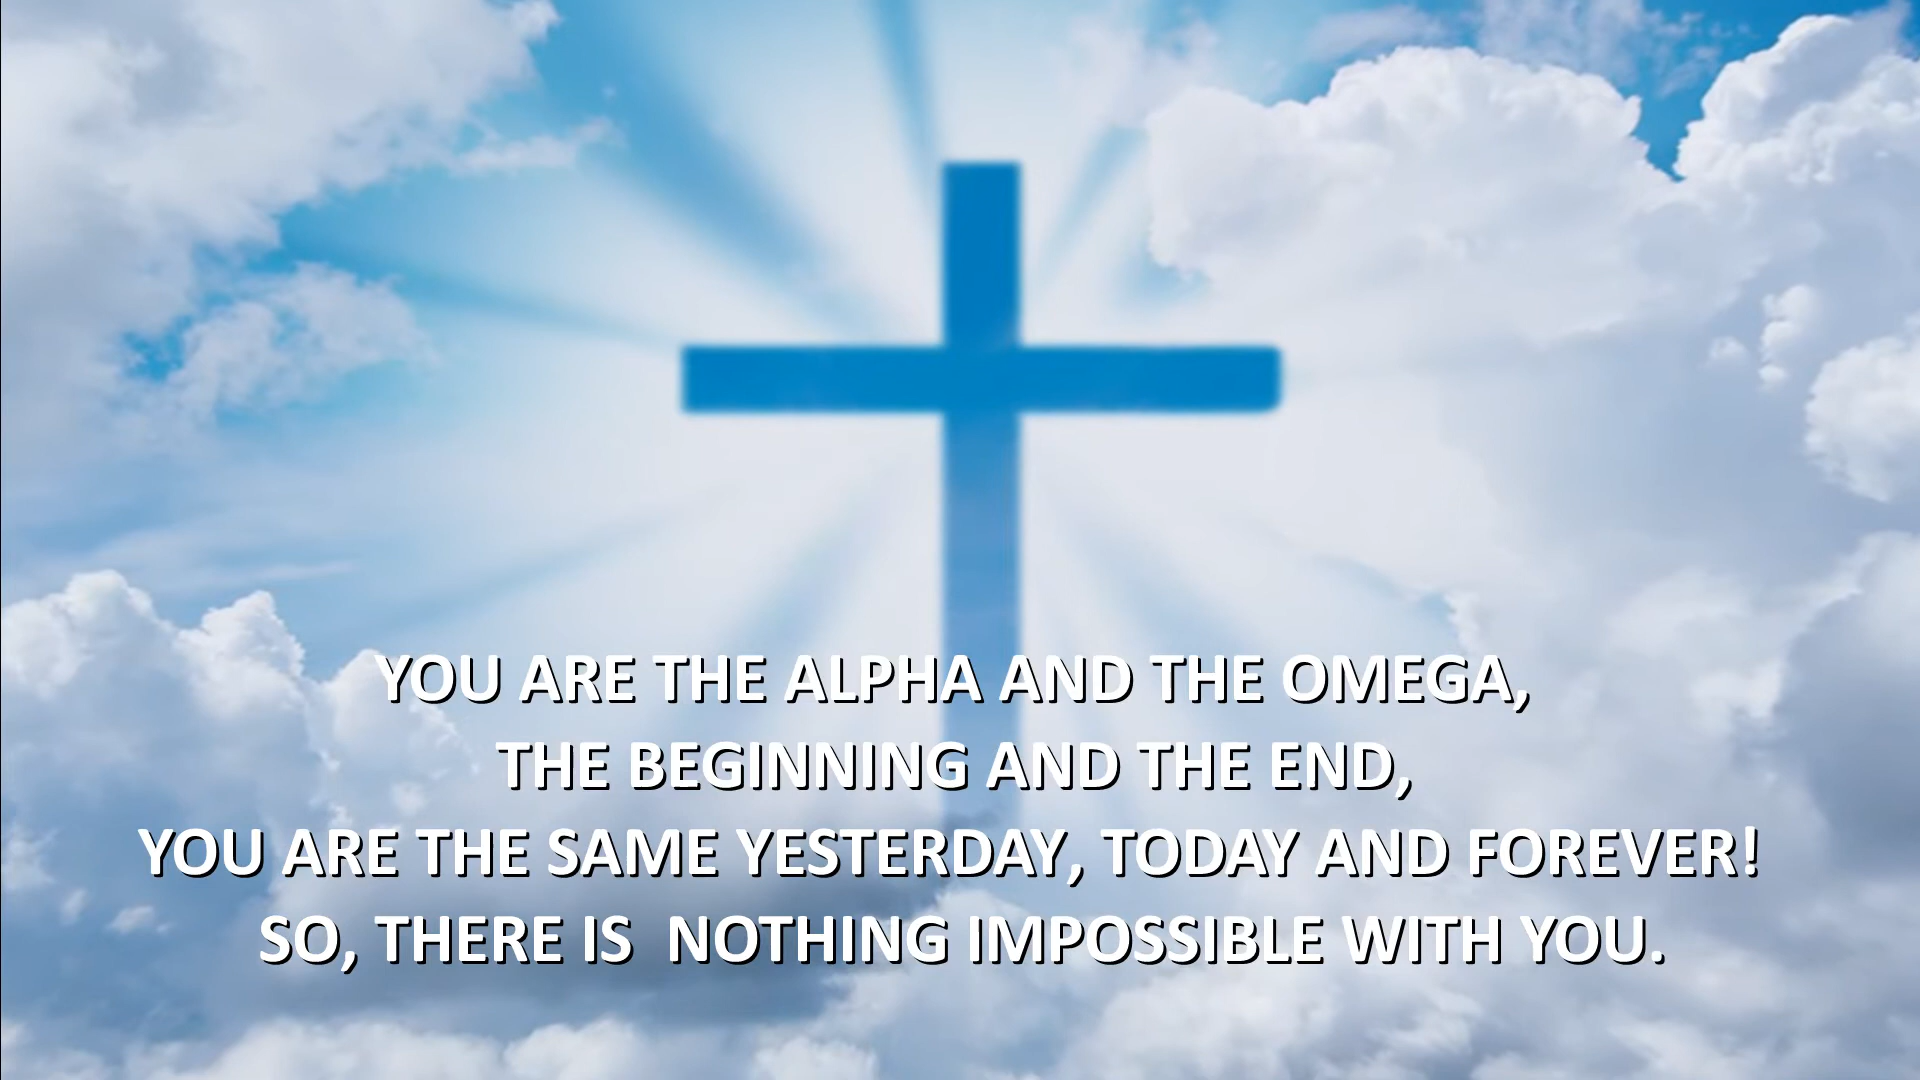 YOU ARE THE ALPHA AND THE OMEGA,
THE BEGINNING AND THE END,
YOU ARE THE SAME YESTERDAY, TODAY AND FOREVER!
SO, THERE IS  NOTHING IMPOSSIBLE WITH YOU.